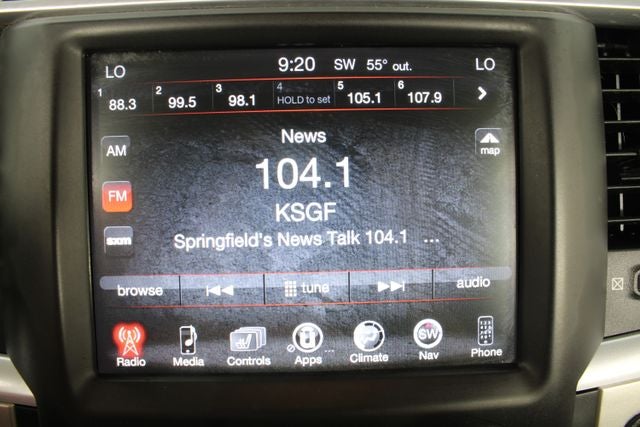 LO 9:20 SW 55° out. LO
1 88.3 2 99.5 3 98.1 4 HOLD to set 5 105.1 6 107.9
News
AM 104.1 map
FM KSGF
sxm Springfield's News Talk 104.1 ...
browse tune audio
SW
Radio Media Controls Apps ... Climate Nav Phone